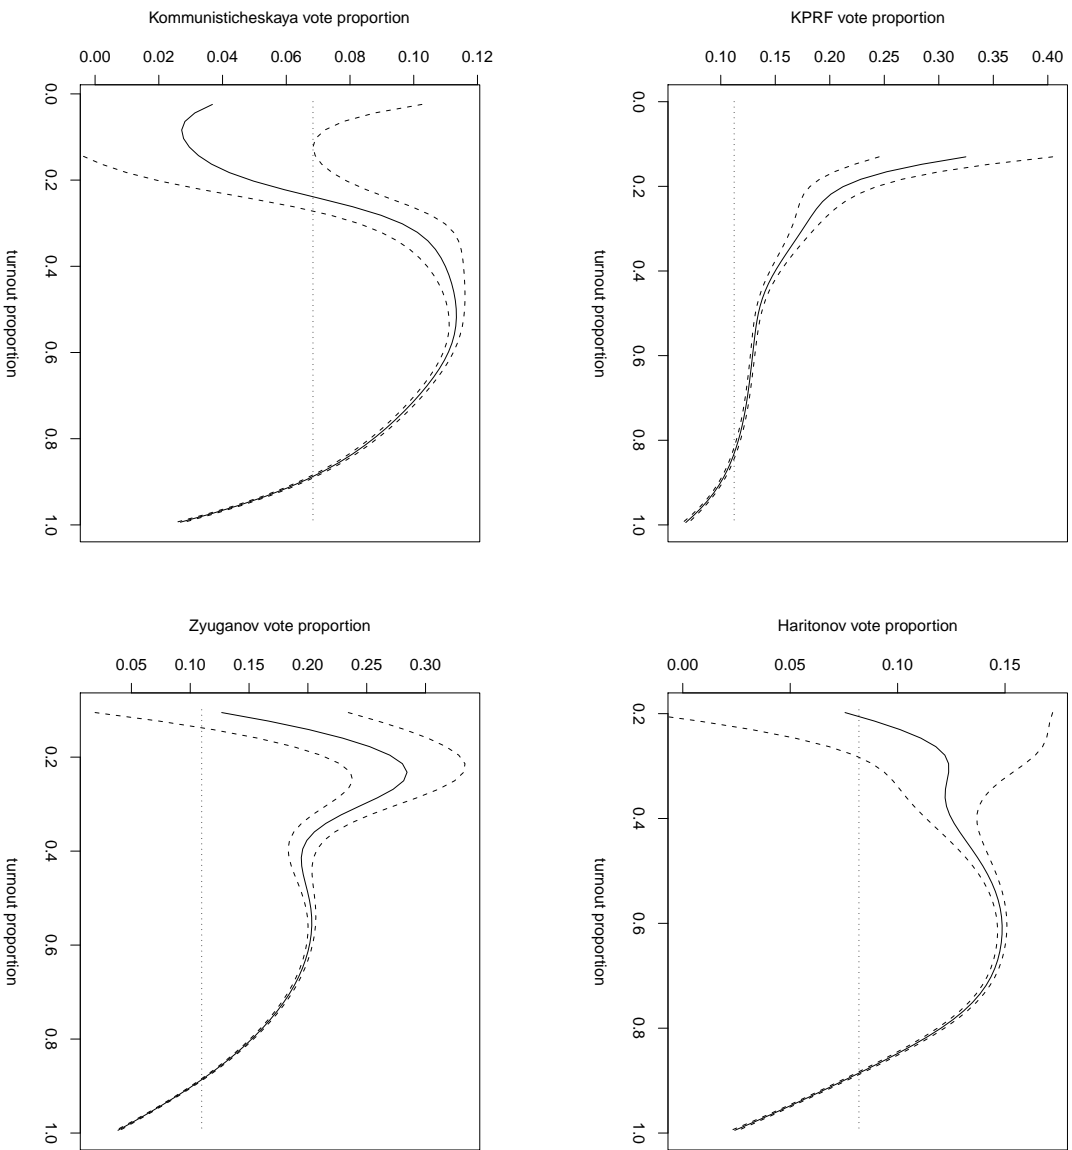 Kommunisticheskaya vote proportion
0.00 0.02 0.04 0.06 0.08 0.10 0.12
0.0 0.2 0.4 0.6 0.8 1.0
turnout proportion
KPRF vote proportion
0.10 0.15 0.20 0.25 0.30 0.35 0.40
0.0 0.2 0.4 0.6 0.8 1.0
turnout proportion
Zyuganov vote proportion
0.05 0.10 0.15 0.20 0.25 0.30
0.2 0.4 0.6 0.8 1.0
turnout proportion
Haritonov vote proportion
0.00 0.05 0.10 0.15
0.2 0.4 0.6 0.8 1.0
turnout proportion